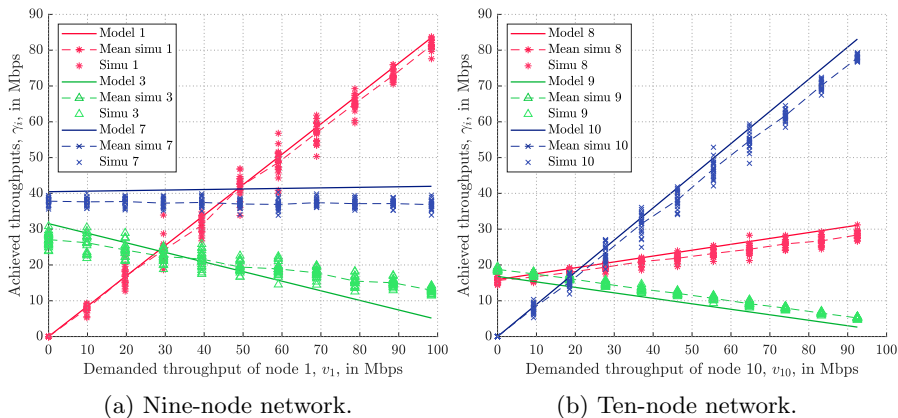 90
80
70
60
50
40
30
20
10
0
Achieved throughputs, γi, in Mbps
Model 1
Mean simu 1
Simu 1
Model 3
Mean simu 3
Simu 3
Model 7
Mean simu 7
Simu 7
0 10 20 30 40 50 60 70 80 90 100
Demanded throughput of node 1, v1, in Mbps
(a) Nine-node network.
90
80
70
60
50
40
30
20
10
0
Achieved throughputs, γi, in Mbps
Model 8
Mean simu 8
Simu 8
Model 9
Mean simu 9
Simu 9
Model 10
Mean simu 10
Simu 10
0 10 20 30 40 50 60 70 80 90 100
Demanded throughput of node 10, v10, in Mbps
(b) Ten-node network.